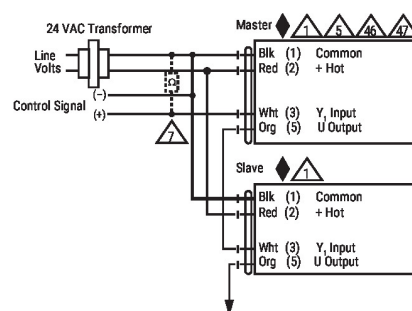 24 VAC Transformer
Master 1 5 46 47
Line
Volts
Blk (1) Common
Red (2) + Hot
(–)
Control Signal (+)
Ω
7
Wht (3) Y1 Input
Org (5) U Output
Slave 1
Blk (1) Common
Red (2) + Hot
Wht (3) Y1 Input
Org (5) U Output